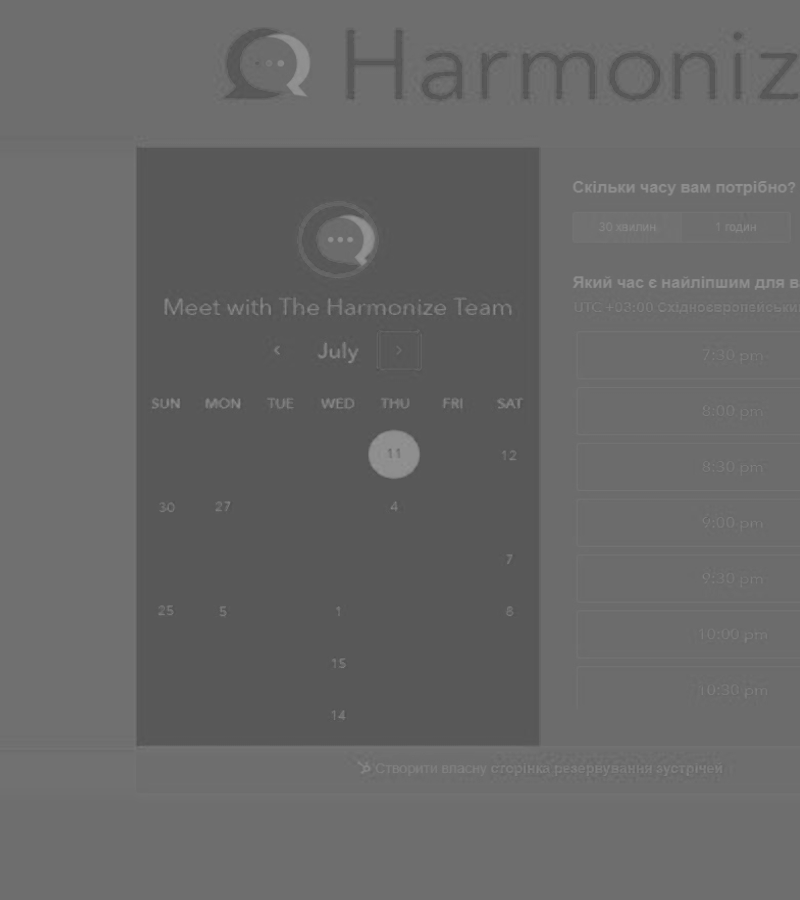 Harmoniz
Meet with The Harmonize Team
July
SUN MON TUE WED THU FRI SAT
11 12
30 27 4
7
25 5 1 8
15
14
Скільки часу вам потрібно?
30 хвилин 1 годин
Який час є найліпшим для в
UTC +03:00 Східноєвропейський
7:30 pm
8:00 pm
8:30 pm
9:00 pm
9:30 pm
10:00 pm
10:30 pm
Створити власну сторінка резервування зустрічей